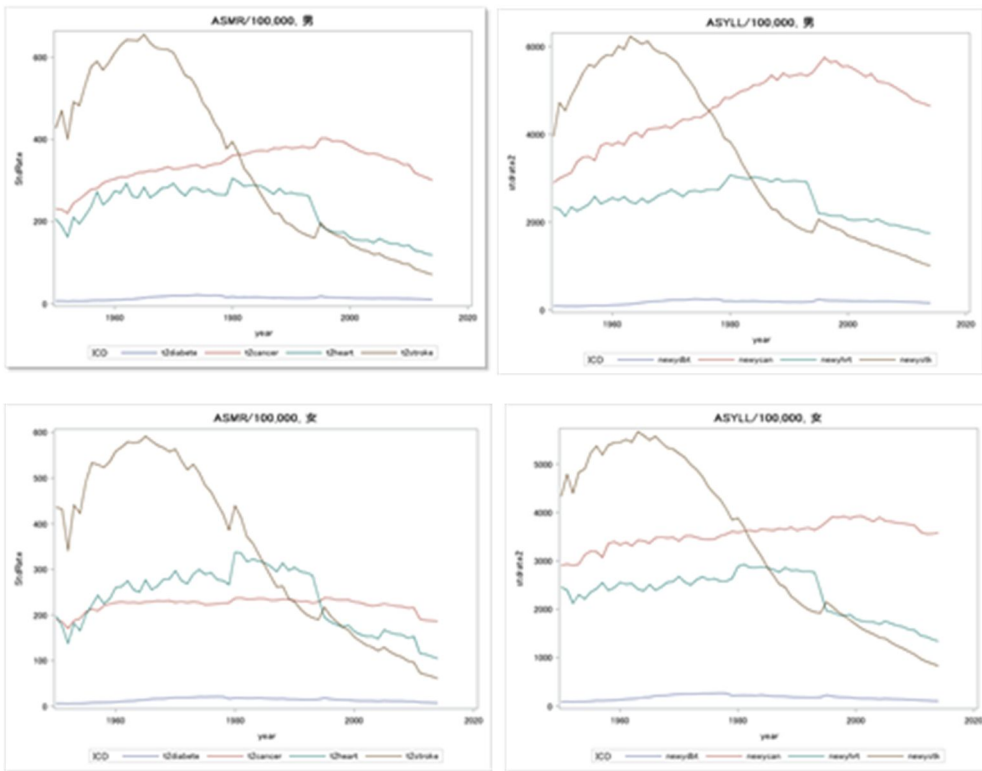 ASMR/100,000, 男
600
400
200
0
StdRate
1960
1980
2000
2020
year
ICD t2diabete t2cancer t2heart t2stroke
ASYLL/100,000, 男
6000
4000
2000
0
stdrate2
1960
1980
2000
2020
year
ICD newydbt newycan newyhrt newystk
ASMR/100,000, 女
600
500
400
300
200
100
0
StdRate
1960
1980
2000
2020
year
ICD t2diabete t2cancer t2heart t2stroke
ASYLL/100,000, 女
5000
4000
3000
2000
1000
0
stdrate2
1960
1980
2000
2020
year
ICD newydbt newycan newyhrt newystk